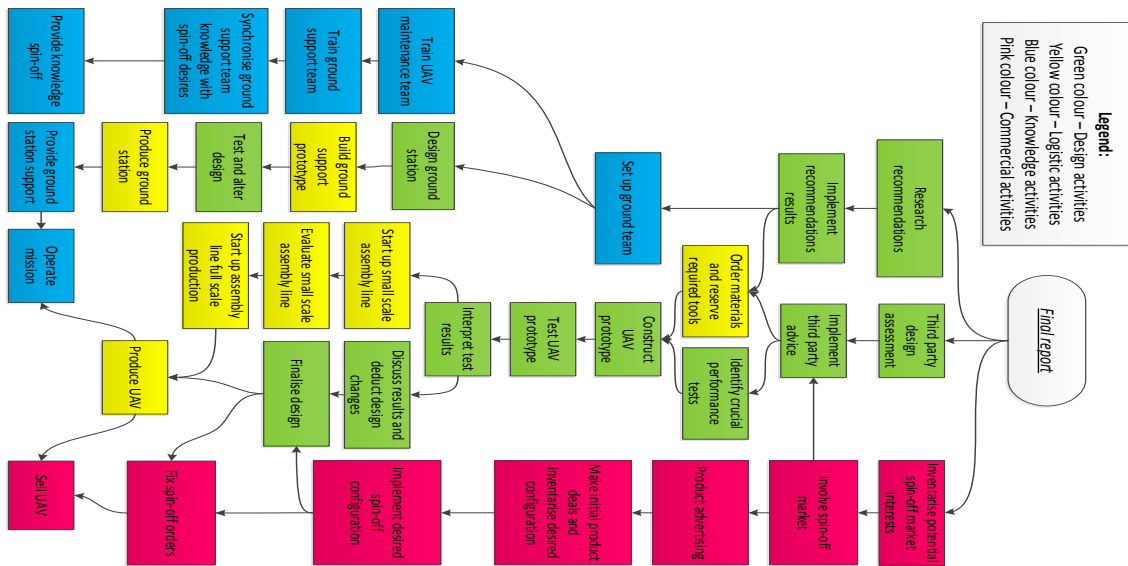 Legend:
Green colour – Design activities
Yellow colour – Logistic activities
Blue colour – Knowledge activities
Pink colour – Commercial activities
Final report
Research
recommendations
Third party
design
assessment
Inventarise potential
spin-off market
interests
Implement
recommendations
results
Implement
third party
advice
Invoke spin-off
market
Order materials
and reserve
required tools
Identify crucial
performance
tests
Product advertising
Set up ground team
Construct
UAV
prototype
Test UAV
prototype
Make initial product
deals and
inventarise desired
configuration
Interpret test
results
Train UAV
maintenance team
Design ground
station
Start up small scale
assembly line
Discuss results and
deduct design
changes
Implement desired
spin-off
configuration
Train ground
support team
Build ground
support
prototype
Evaluate small scale
assembly line
Finalise design
Synchronise ground
support team
knowledge with
spin-off desires
Test and alter
design
Start up assembly
line full scale
production
Fix spin-off orders
Produce ground
station
Produce UAV
Provide knowledge
spin-off
Provide ground
station support
Operate
mission
Sell UAV